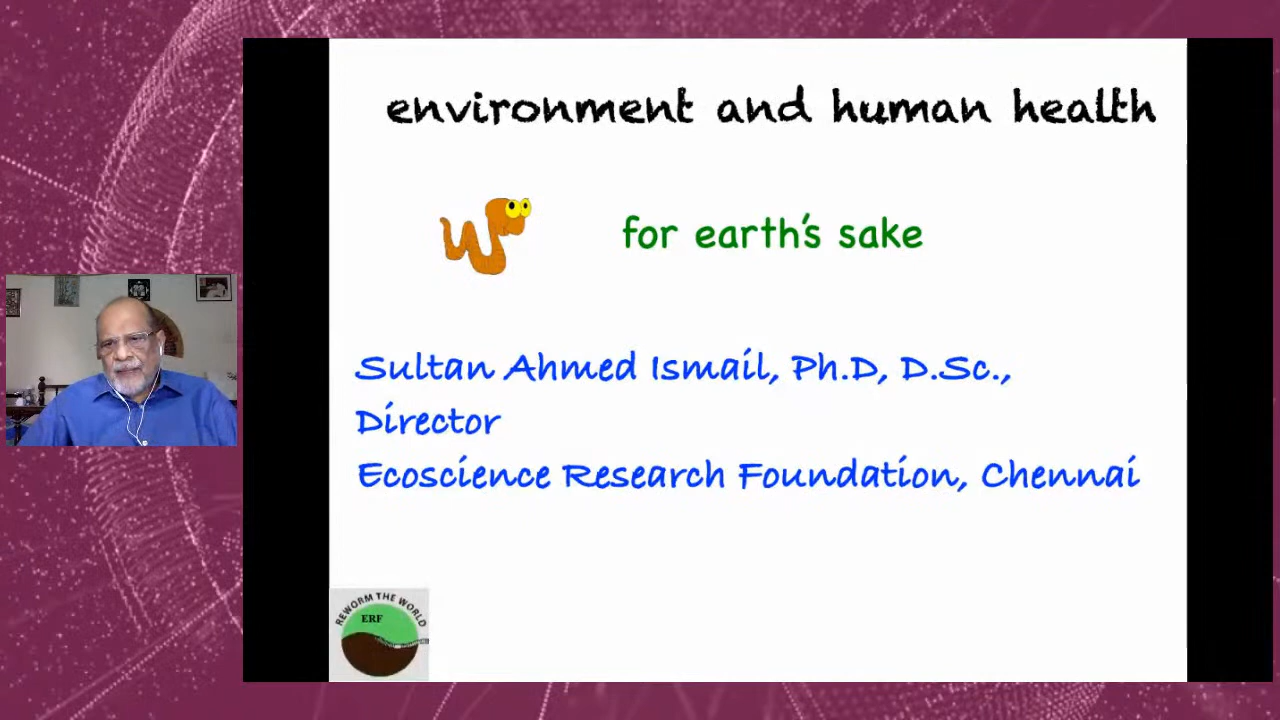 environment and human health
for earth's sake
Sultan Ahmed Ismail, Ph.D, D.Sc.,
Director
Ecoscience Research Foundation, Chennai
REWORM THE WORLD
ERF